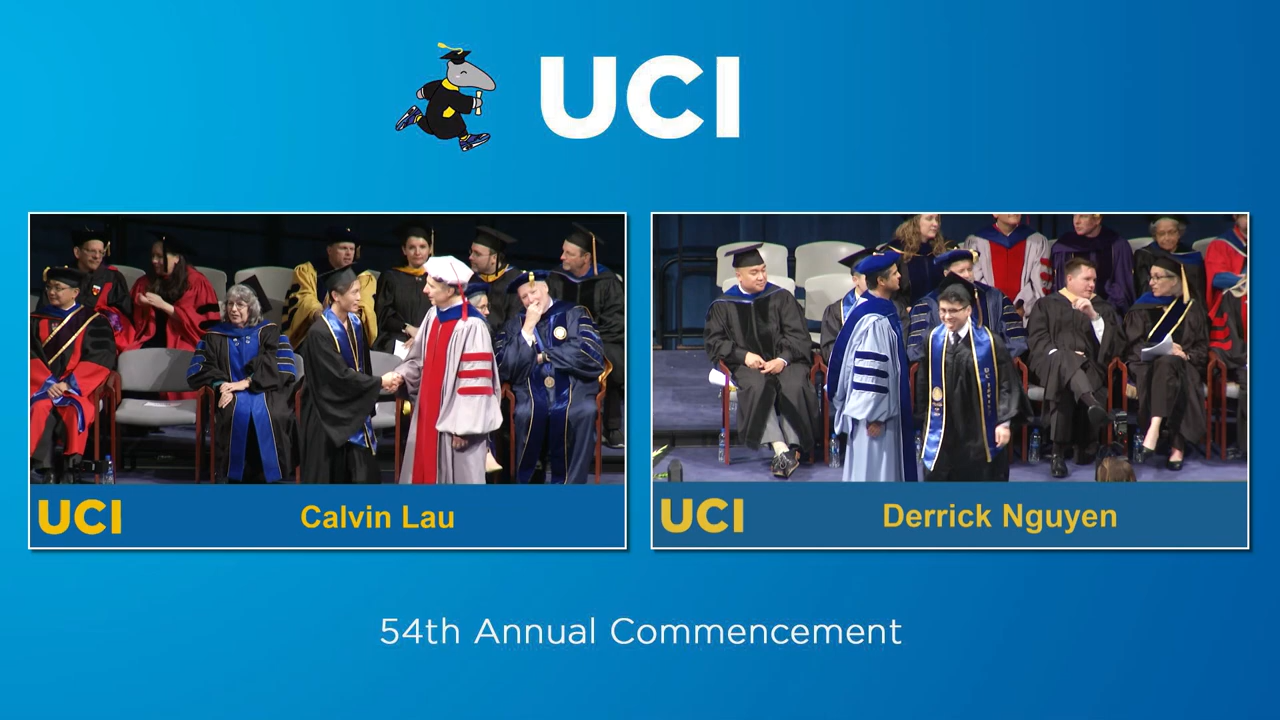 UCI
UCI
Calvin Lau
UCI
Derrick Nguyen
54th Annual Commencement